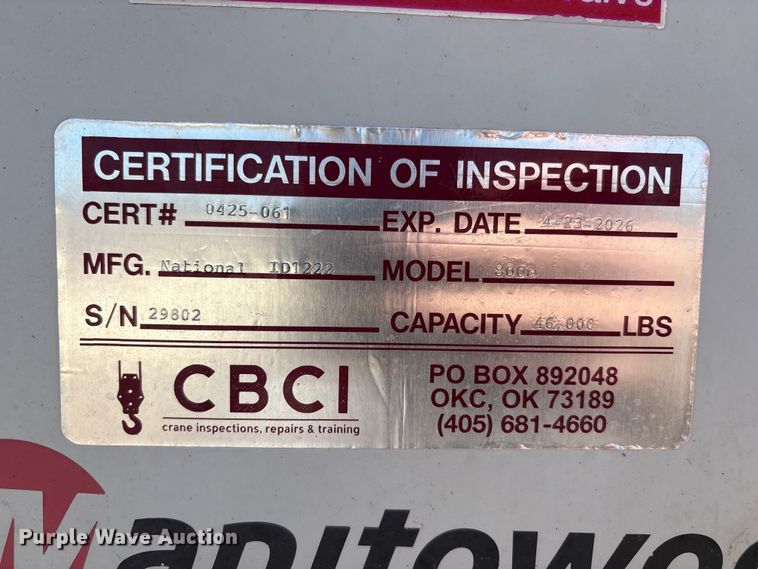 CERTIFICATION OF INSPECTION
CERT# 0425-061 EXP. DATE 4-23-2026
MFG. National ID1222 MODEL 800D
S/N 29802 CAPACITY 46,000 LBS
CBCI
crane inspections, repairs & training
PO BOX 892048
OKC, OK 73189
(405) 681-4660
Manitowoc
Purple Wave Auction